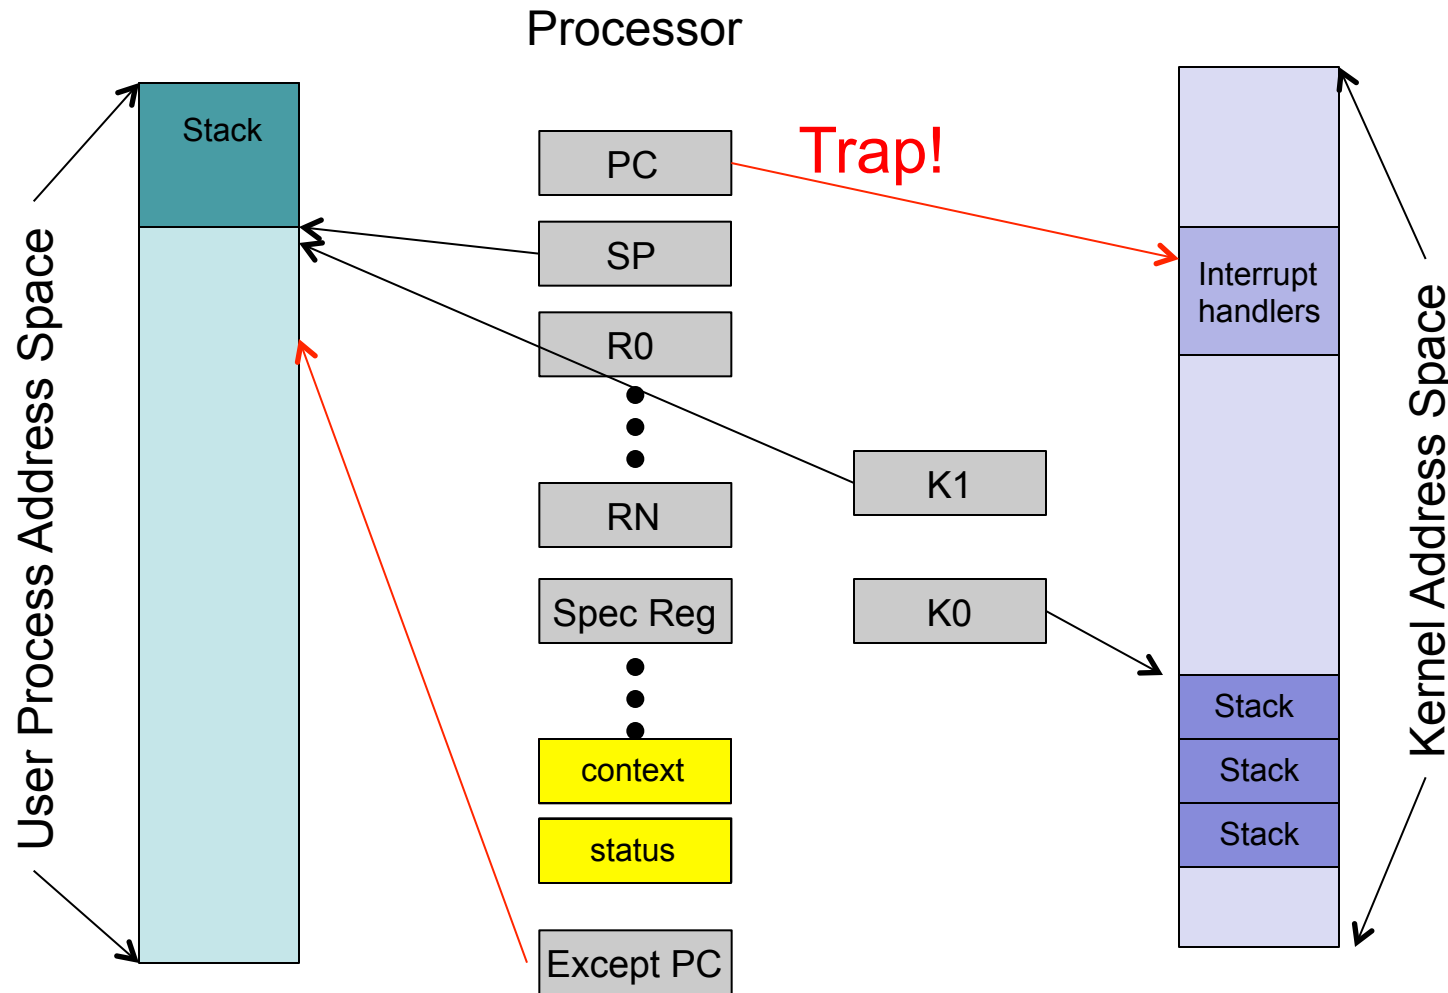 Processor
User Process Address Space
Stack
PC
SP
R0
RN
Spec Reg
context
status
Except PC
Trap!
K1
K0
Interrupt
handlers
Stack
Stack
Stack
Kernel Address Space